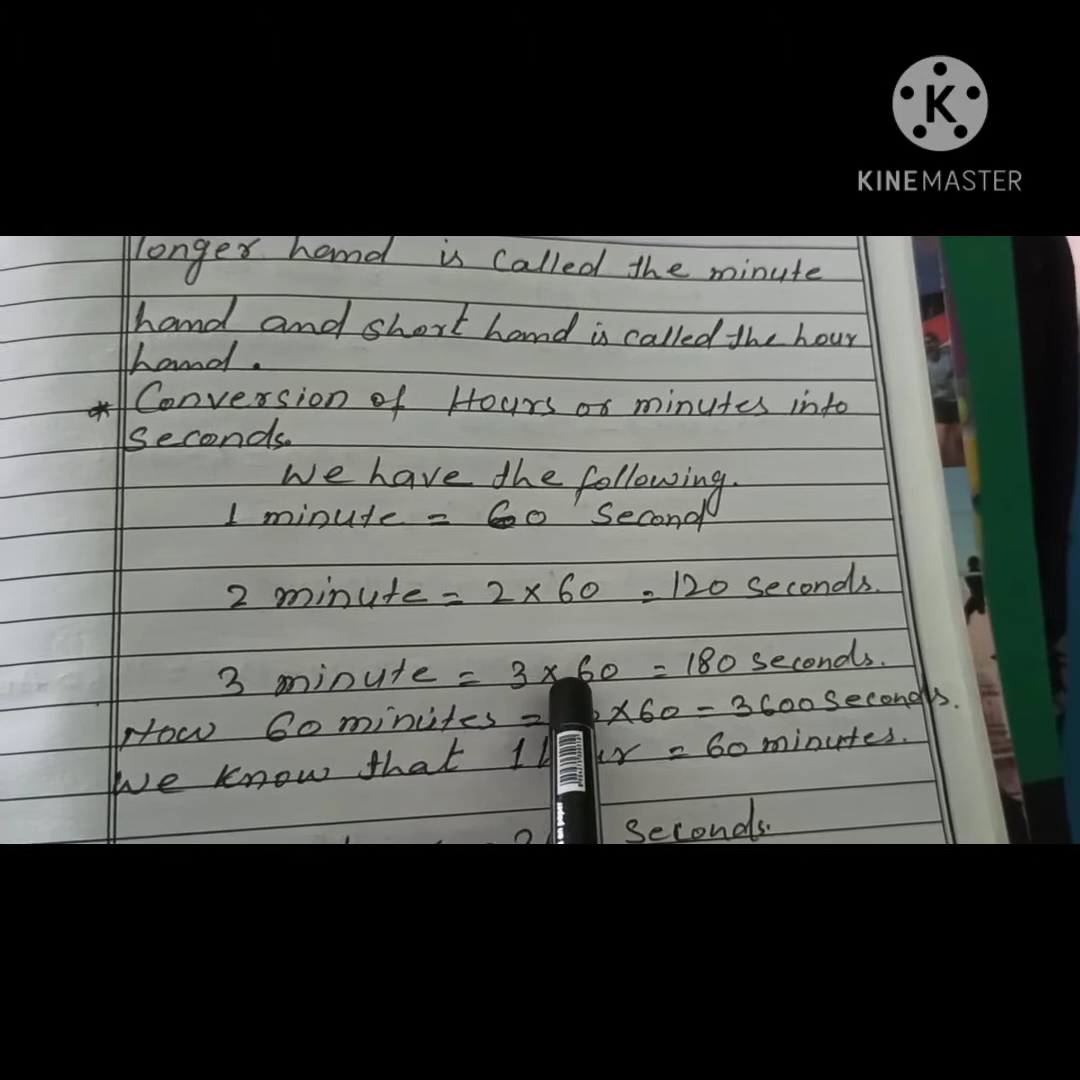 K
KINEMASTER
longer hand is called the minute
hand and short hand is called the hour
hand.
* Conversion of Hours or minutes into
seconds.
We have the following.
1 minute = 60 Second
2 minute = 2 x 60 = 120 seconds.
3 minute = 3 x 60 = 180 seconds.
Now 60 minutes = x 60 = 3600 Seconds.
We know that 1 = 60 minutes.
seconds.